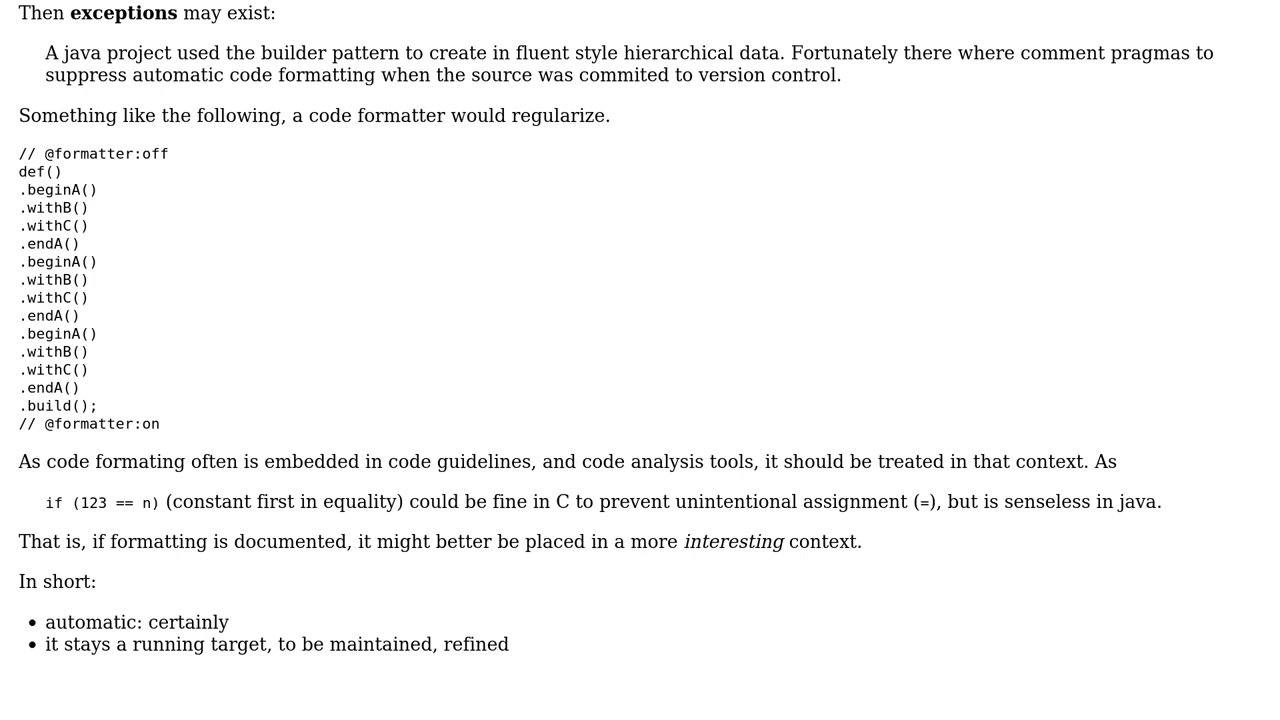 Then exceptions may exist:
A java project used the builder pattern to create in fluent style hierarchical data. Fortunately there where comment pragmas to
suppress automatic code formatting when the source was commited to version control.
Something like the following, a code formatter would regularize.
// @formatter:off
def()
.beginA()
.withB()
.withC()
.endA()
.beginA()
.withB()
.withC()
.endA()
.beginA()
.withB()
.withC()
.endA()
.build();
// @formatter:on
As code formating often is embedded in code guidelines, and code analysis tools, it should be treated in that context. As
if (123 == n) (constant first in equality) could be fine in C to prevent unintentional assignment (=), but is senseless in java.
That is, if formatting is documented, it might better be placed in a more interesting context.
In short:
• automatic: certainly
• it stays a running target, to be maintained, refined